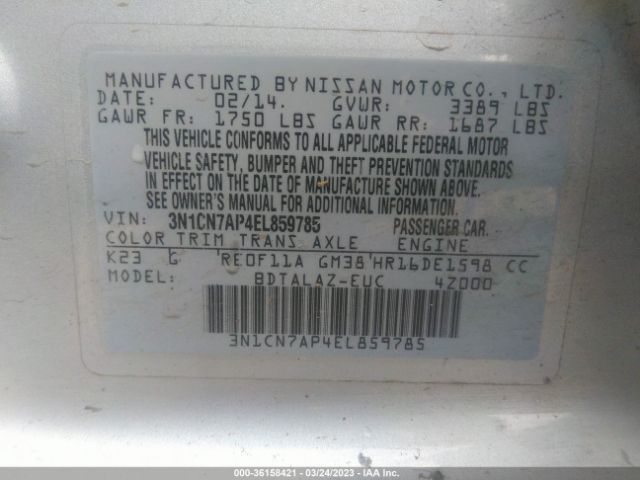 MANUFACTURED BY NISSAN MOTOR CO., LTD.
DATE: 02/14. GVWR: 3389 LBS
GAWR FR: 1750 LBS GAWR RR: 1687 LBS
THIS VEHICLE CONFORMS TO ALL APPLICABLE FEDERAL MOTOR
VEHICLE SAFETY, BUMPER AND THEFT PREVENTION STANDARDS
IN EFFECT ON THE DATE OF MANUFACTURE SHOWN ABOVE.
SEE OWNER'S MANUAL FOR ADDITIONAL INFORMATION.
VIN: 3N1CN7AP4EL859785 PASSENGER CAR.
COLOR TRIM TRANS AXLE ENGINE
K23 G RE0F11A GM38 HR16DE1598 CC
MODEL: BDTALAZ-EUC 4Z000
3N1CN7AP4EL859785
000-36158421 - 03/24/2023 - IAA Inc.